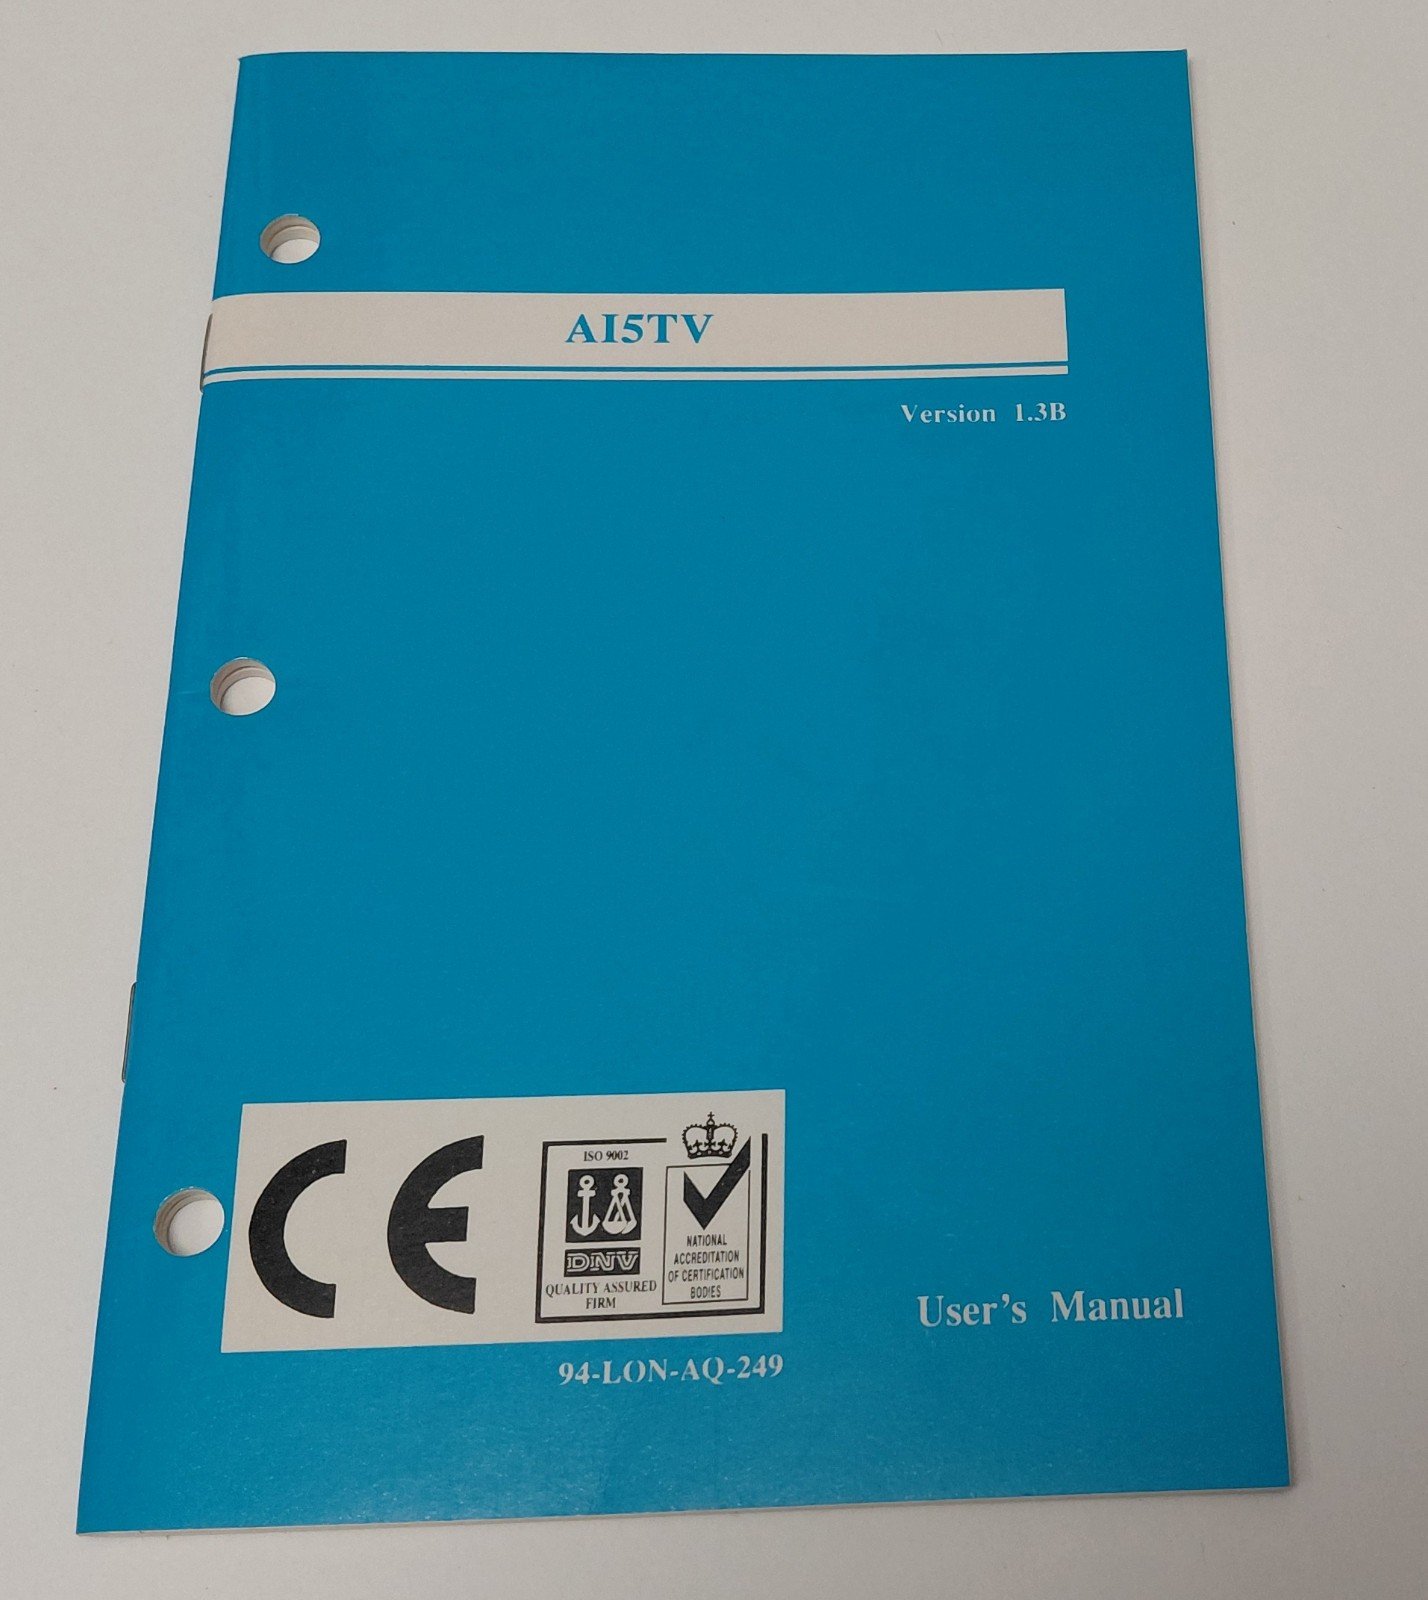 AI5TV
Version 1.3B
CE
ISO 9002
DNV
QUALITY ASSURED
FIRM
NATIONAL
ACCREDITATION
OF CERTIFICATION
BODIES
94-LON-AQ-249
User's Manual